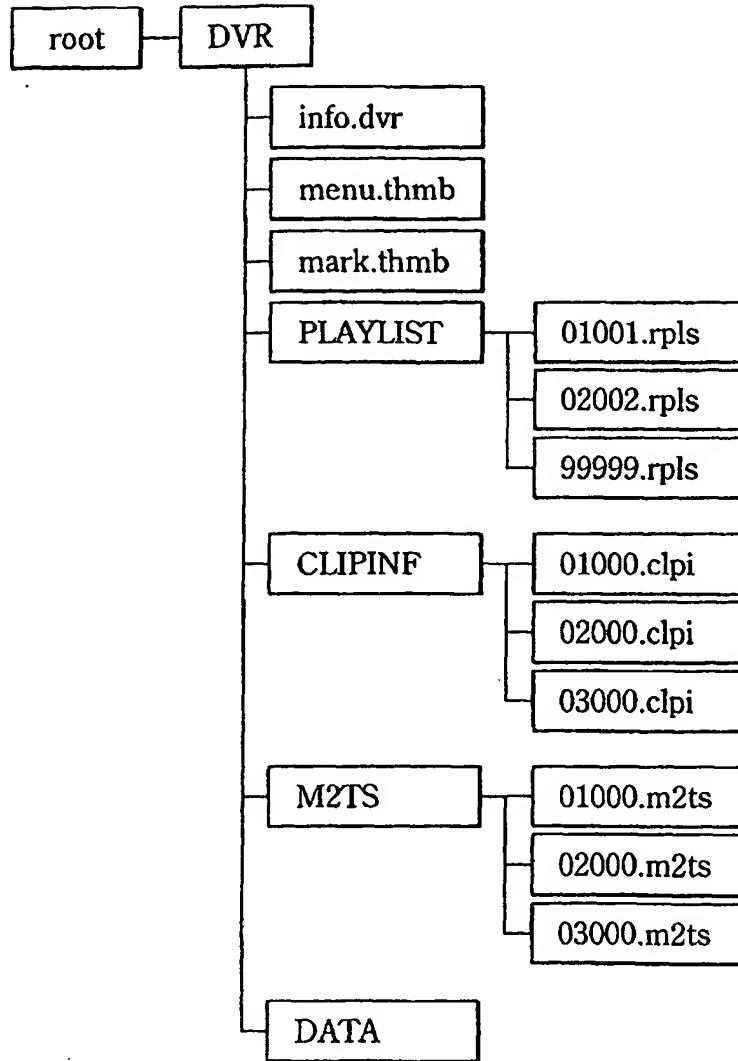 root DVR
info.dvr
menu.thmb
mark.thmb
PLAYLIST 01001.rpls
02002.rpls
99999.rpls
CLIPINF 01000.clpi
02000.clpi
03000.clpi
M2TS 01000.m2ts
02000.m2ts
03000.m2ts
DATA